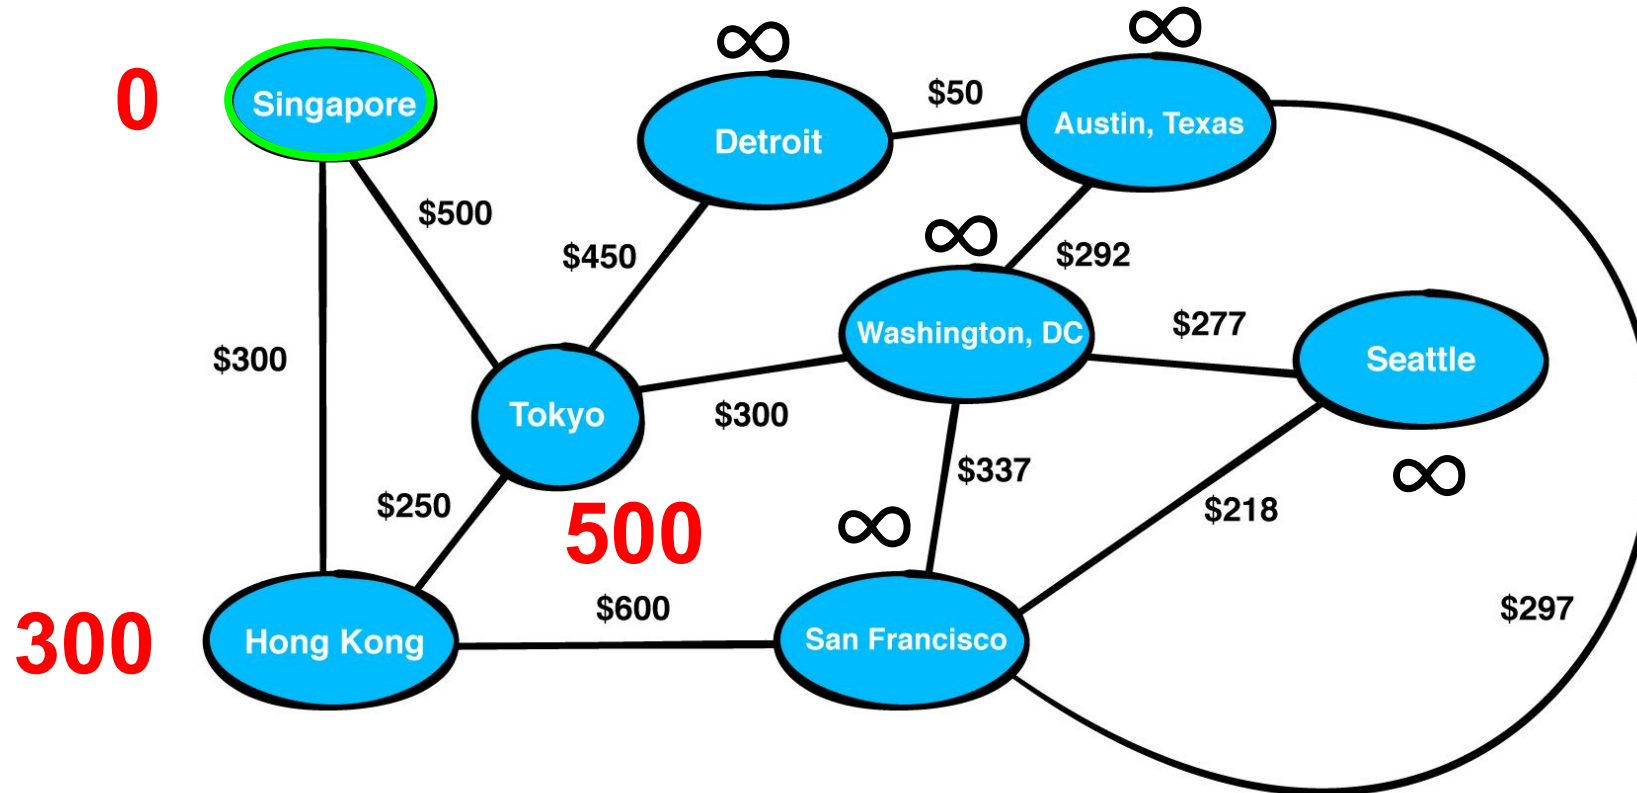 ∞
∞
0
Singapore
$50
Detroit
Austin, Texas
$500
∞
$450
$292
$300
Washington, DC
$277
Seattle
Tokyo
$300
∞
$337
$250
500
∞
$218
$600
$297
300
Hong Kong
San Francisco